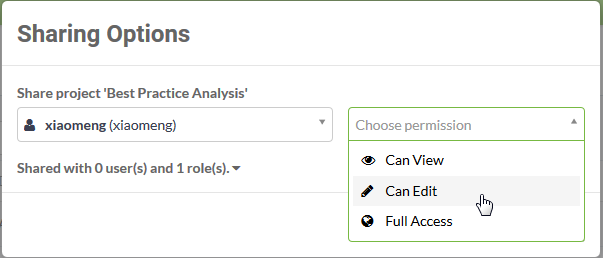 Sharing Options
Share project 'Best Practice Analysis'
xiaomeng (xiaomeng)
Choose permission
Shared with 0 user(s) and 1 role(s).
Can View
Can Edit
Full Access